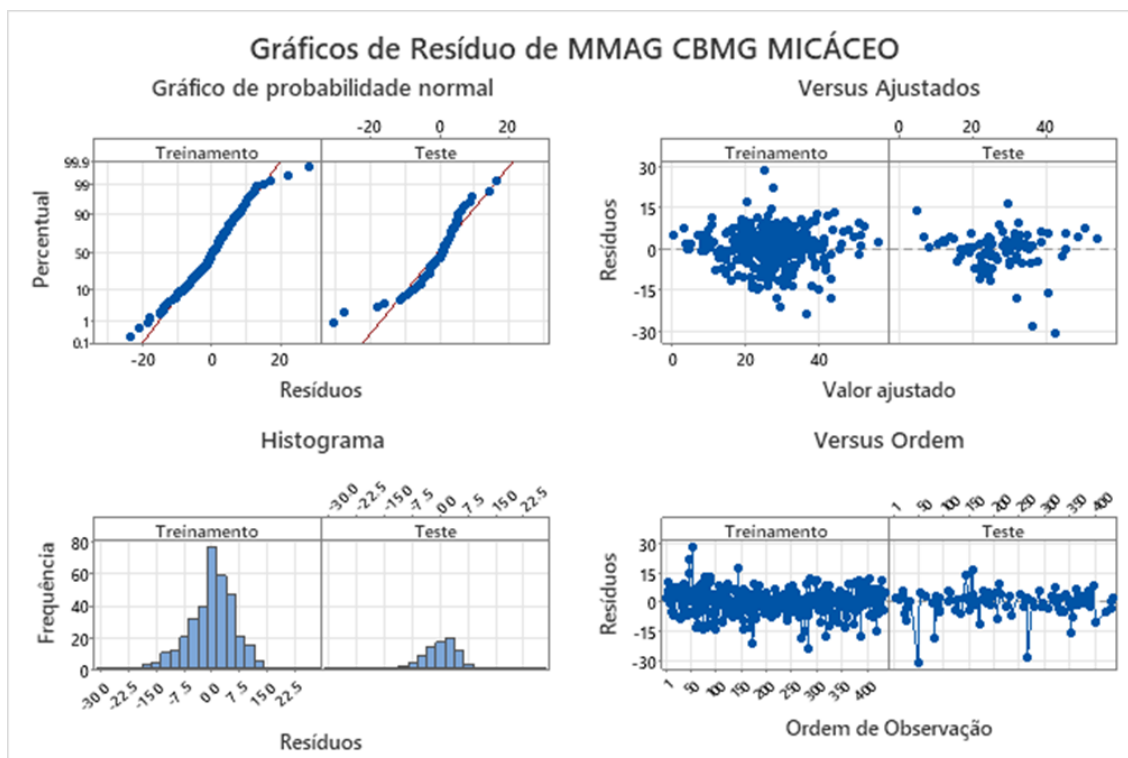 Gráficos de Resíduo de MMAG CBMG MICÁCEO
Gráfico de probabilidade normal
-20 0 20
Treinamento Teste
99.9
99
90
50
10
1
0.1
Percentual
-20 0 20
Resíduos
Versus Ajustados
0 20 40
Treinamento Teste
30
15
0
-15
-30
Resíduos
0 20 40
Valor ajustado
Histograma
-30.0 -22.5 -15.0 -7.5 0.0 7.5 15.0 22.5
Treinamento Teste
80
60
40
20
0
Frequência
-30.0 -22.5 -15.0 -7.5 0.0 7.5 15.0 22.5
Resíduos
Versus Ordem
1 50 100 150 200 250 300 350 400
Treinamento Teste
30
15
0
-15
-30
Resíduos
1 50 100 150 200 250 300 350 400
Ordem de Observação